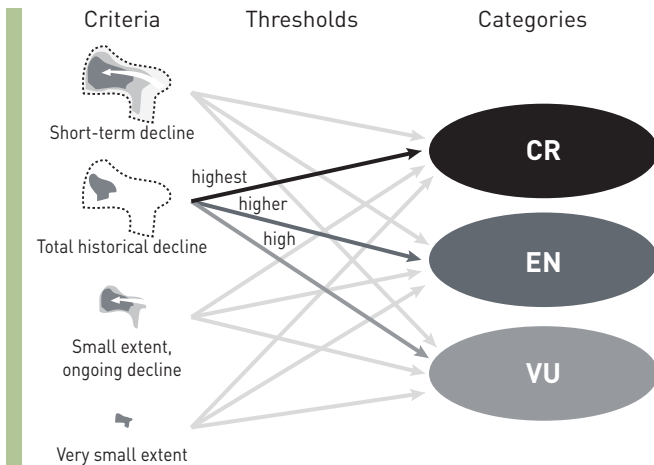 Criteria
Thresholds
Categories
Short-term decline
Total historical decline
Small extent,
ongoing decline
Very small extent
highest
higher
high
CR
EN
VU